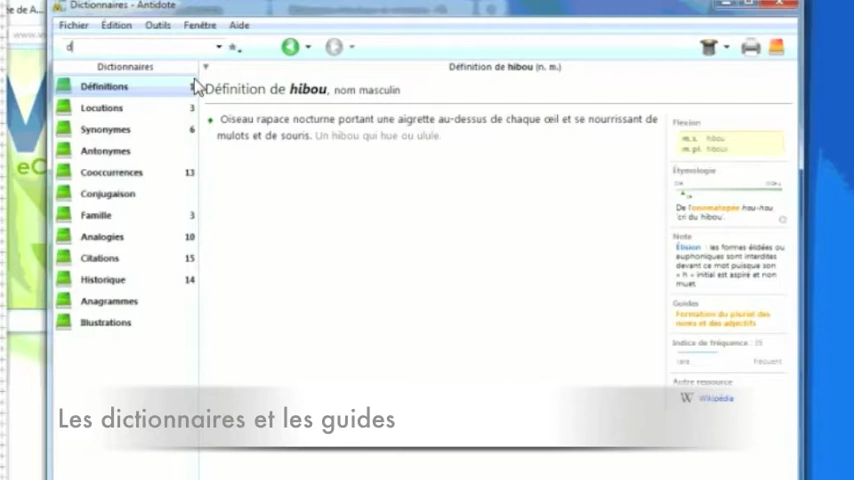 Dictionnaires - Antidote
Fichier Édition Outils Fenêtre Aide
d
Dictionnaires
Définition de hibou (n. m.)
Définitions
Locutions 3
Synonymes 6
Antonymes
Cooccurrences 13
Conjugaison
Famille 3
Analogies 10
Citations 15
Historique 14
Anagrammes
Illustrations
Définition de hibou, nom masculin
Oiseau rapace nocturne portant une aigrette au-dessus de chaque œil et se nourrissant de
mulots et de souris. Un hibou qui hue ou ulule.
Flexion
m.s. hibou
m.pl. hiboux
Étymologie
De l'onomatopée hou-hou
'cri du hibou'.
Note
Élision : les formes élidées ou
euphoniques sont interdites
devant ce mot puisque son
« h » initial est aspiré et non
muet
Guides
Formation du pluriel des
noms et des adjectifs
Indice de fréquence :
rare fréquent
Autre ressource
W Wikipédia
Les dictionnaires et les guides